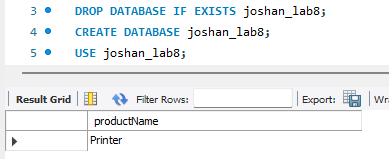 3 DROP DATABASE IF EXISTS joshan_lab8;
4 CREATE DATABASE joshan_lab8;
5 USE joshan_lab8;
Result Grid Filter Rows: Export:
productName
Printer